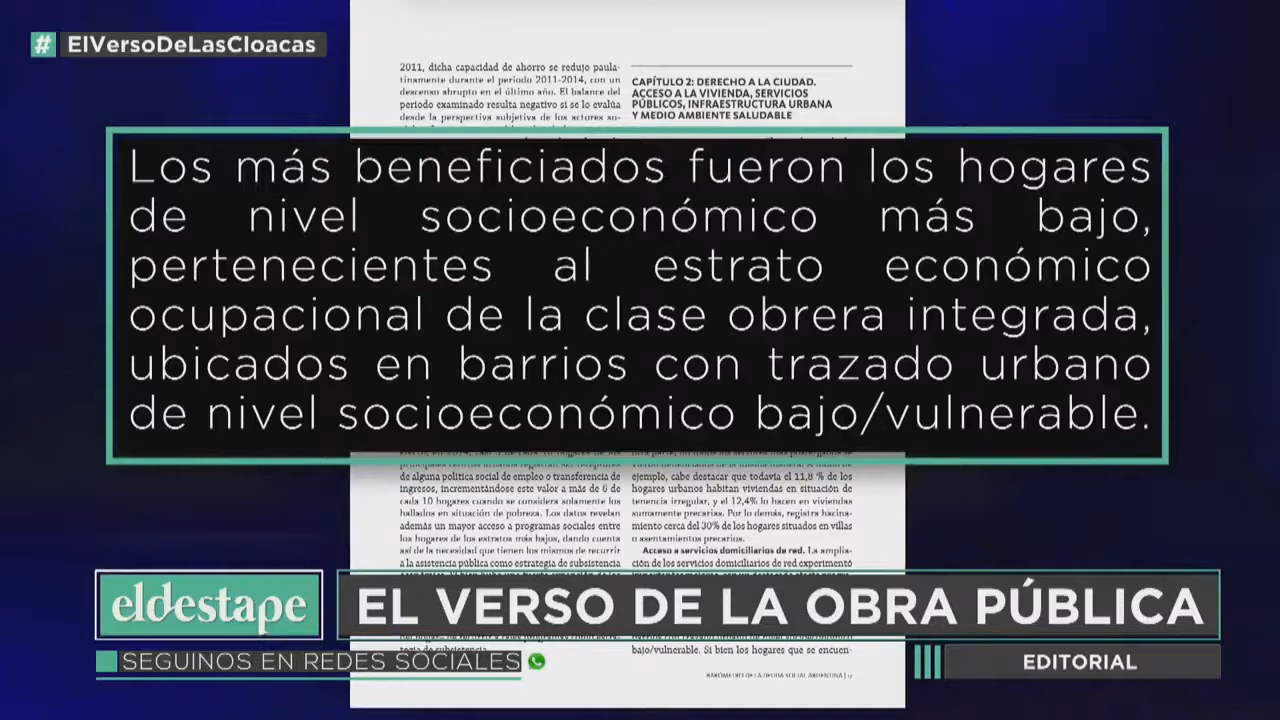 # ElVersoDeLasCloacas
2011, dicha capacidad de ahorro se redujo paula-
tinamente durante el periodo 2011-2014, con un
descenso abrupto en el último año. El balance del
periodo examinado resulta negativo si se lo evalúa
desde la perspectiva subjetiva de los actores so-
CAPÍTULO 2: DERECHO A LA CIUDAD.
ACCESO A LA VIVIENDA, SERVICIOS
PÚBLICOS, INFRAESTRUCTURA URBANA
Y MEDIO AMBIENTE SALUDABLE
Los más beneficiados fueron los hogares
de nivel socioeconómico más bajo,
pertenecientes al estrato económico
ocupacional de la clase obrera integrada,
ubicados en barrios con trazado urbano
de nivel socioeconómico bajo/vulnerable.
de alguna política social de empleo o transferencia de
ingresos, incrementándose este valor a más de 6 de
cada 10 hogares cuando se considera solamente los
hallados en situación de pobreza. Los datos revelan
además un mayor acceso a programas sociales entre
los hogares de los estratos más bajos, dando cuenta
así de la necesidad que tienen los mismos de recurrir
a la asistencia pública como estrategia de subsistencia
ejemplo, cabe destacar que todavía el 11,8 % de los
hogares urbanos habitan viviendas en situación de
tenencia irregular, y el 12,4% lo hacen en viviendas
sumamente precarias. Por lo demás, registra hacina-
miento cerca del 30% de los hogares situados en villas
o asentamientos precarios.
Acceso a servicios domiciliarios de red. La amplia-
ción de los servicios domiciliarios de red experimentó
eldestape
EL VERSO DE LA OBRA PÚBLICA
tegia de subsistencia.
bajo/vulnerable. Si bien los hogares que se encuen-
SEGUINOS EN REDES SOCIALES
EDITORIAL
BARÓMETRO DE LA DEUDA SOCIAL ARGENTINA |